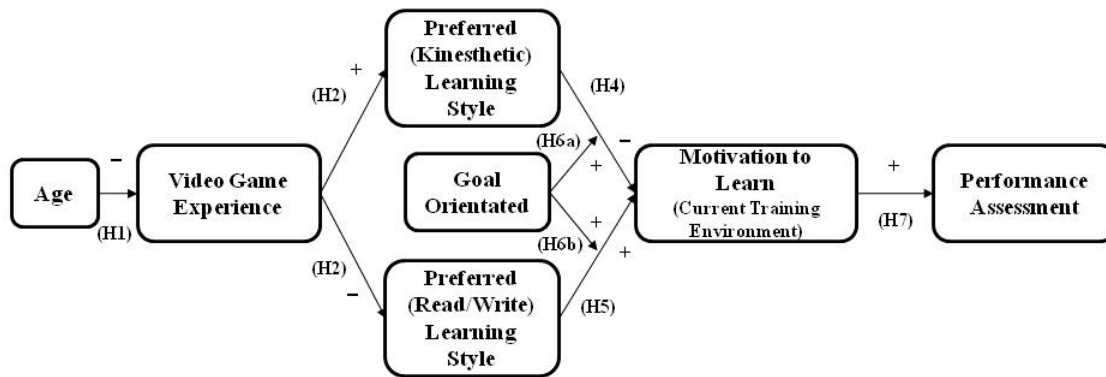 Preferred
(Kinesthetic)
Learning
Style
+
(H2)
(H4)
(H6a)
–
+
Age
–
(H1)
Video Game
Experience
Goal
Orientated
Motivation to
Learn
(Current Training
Environment)
+
(H7)
Performance
Assessment
+
(H6b)
+
(H2)
–
(H5)
Preferred
(Read/Write)
Learning
Style